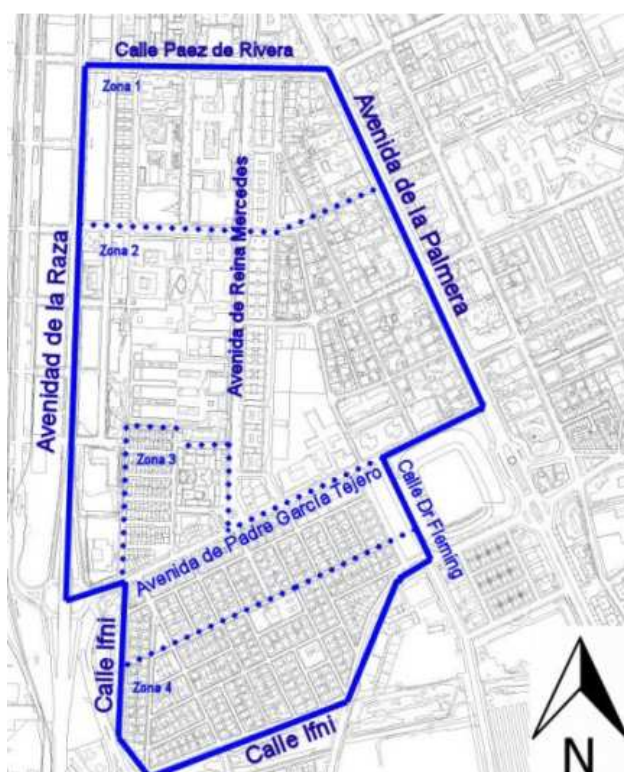 Calle Paez de Rivera
Zona 1
Avenida de la Palmera
Avenida de Reina Mercedes
Zona 2
Avenidad de la Raza
Zona 3
Avenida de Padre García Tejero
Calle Dr Fleming
Calle Ifni
Zona 4
Calle Ifni
N